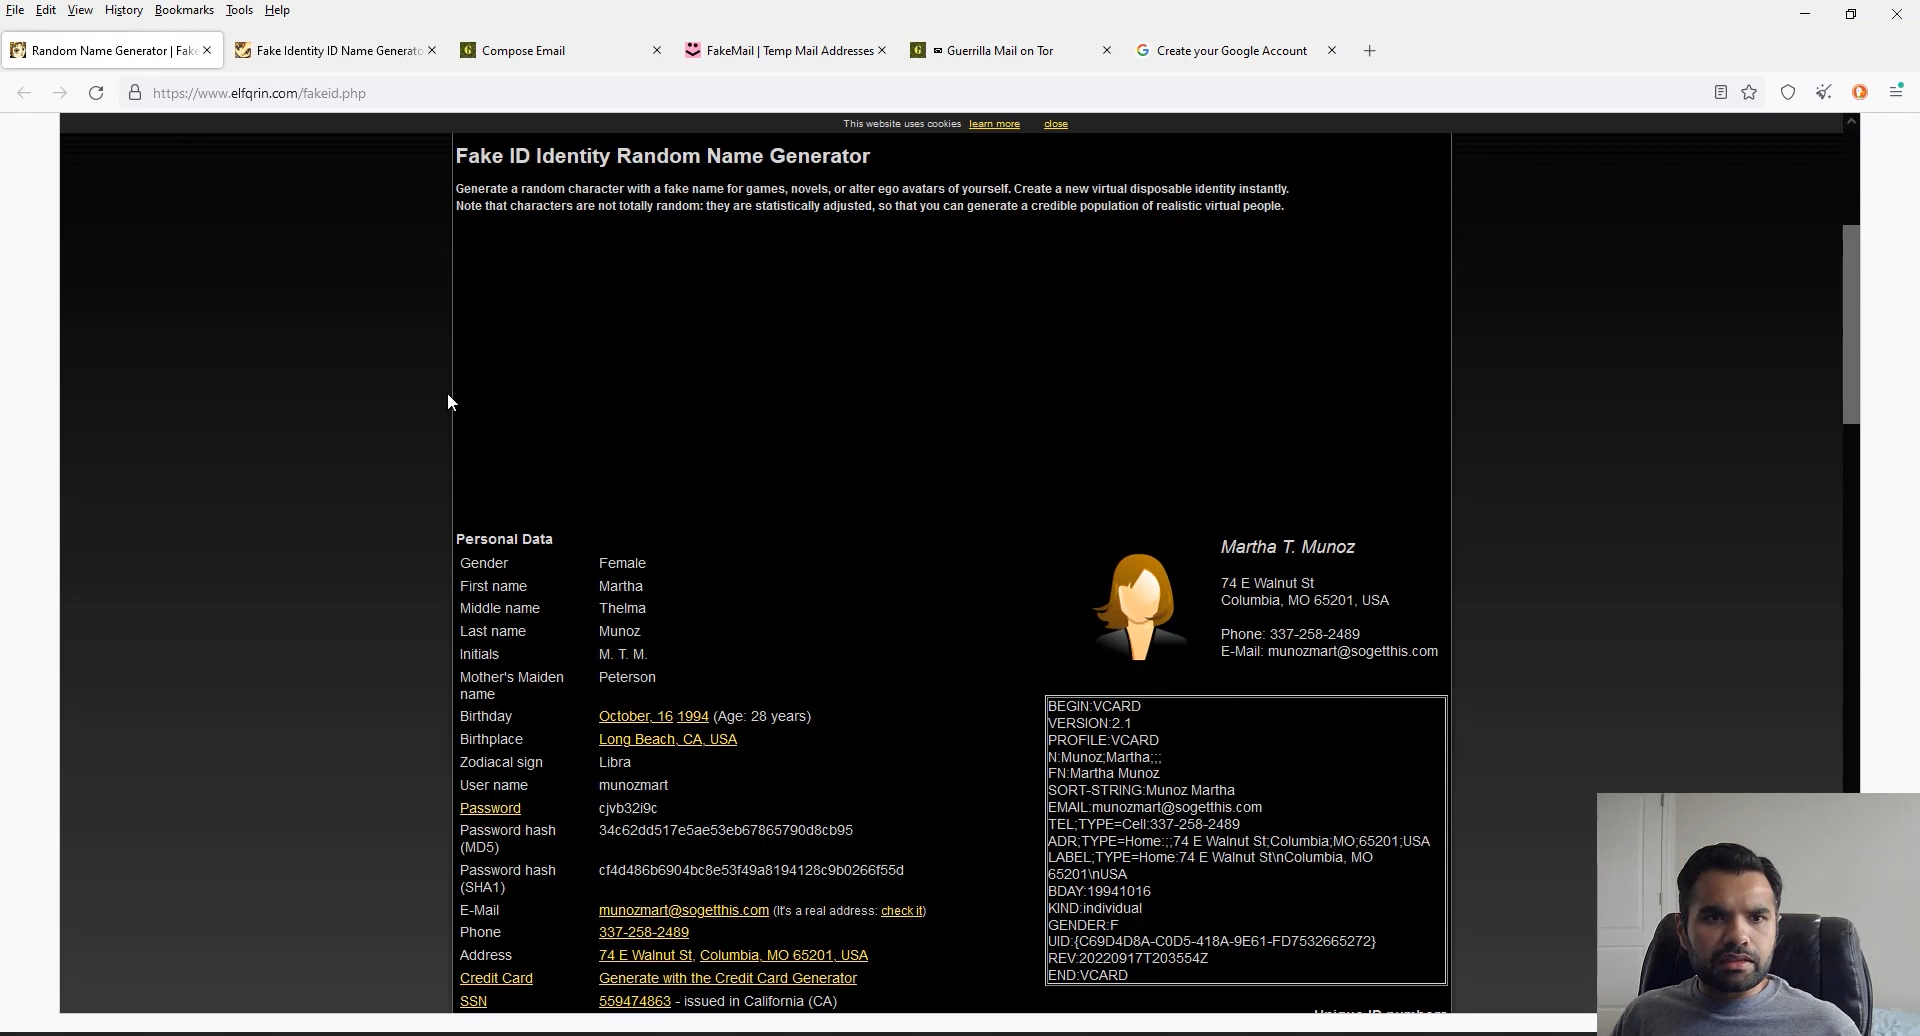 File Edit View History Bookmarks Tools Help
Random Name Generator | Fake
Fake Identity ID Name Generato
Compose Email
FakeMail | Temp Mail Addresses
Guerrilla Mail on Tor
Create your Google Account
https://www.elfqrin.com/fakeid.php
This website uses cookies learn more close
Fake ID Identity Random Name Generator
Generate a random character with a fake name for games, novels, or alter ego avatars of yourself. Create a new virtual disposable identity instantly.
Note that characters are not totally random: they are statistically adjusted, so that you can generate a credible population of realistic virtual people.
Personal Data
Gender Female
First name Martha
Middle name Thelma
Last name Munoz
Initials M. T. M.
Mother's Maiden
name
Peterson
Birthday October, 16 1994 (Age: 28 years)
Birthplace Long Beach, CA, USA
Zodiacal sign Libra
User name munozmart
Password cjvb32i9c
Password hash
(MD5)
34c62dd517e5ae53eb67865790d8cb95
Password hash
(SHA1)
cf4d486b6904bc8e53f49a8194128c9b0266f55d
E-Mail munozmart@sogetthis.com (It's a real address: check it)
Phone 337-258-2489
Address 74 E Walnut St, Columbia, MO 65201, USA
Credit Card Generate with the Credit Card Generator
SSN 559474863 - issued in California (CA)
Martha T. Munoz
74 E Walnut St
Columbia, MO 65201, USA
Phone: 337-258-2489
E-Mail: munozmart@sogetthis.com
BEGIN:VCARD
VERSION:2.1
PROFILE:VCARD
N:Munoz;Martha;;;
FN:Martha Munoz
SORT-STRING:Munoz Martha
EMAIL:munozmart@sogetthis.com
TEL;TYPE=Cell:337-258-2489
ADR;TYPE=Home:;;74 E Walnut St;Columbia;MO;65201;USA
LABEL;TYPE=Home:74 E Walnut St\nColumbia, MO
65201\nUSA
BDAY:19941016
KIND:individual
GENDER:F
UID:{C69D4D8A-C0D5-418A-9E61-FD7532665272}
REV:20220917T203554Z
END:VCARD
Unique ID numbers